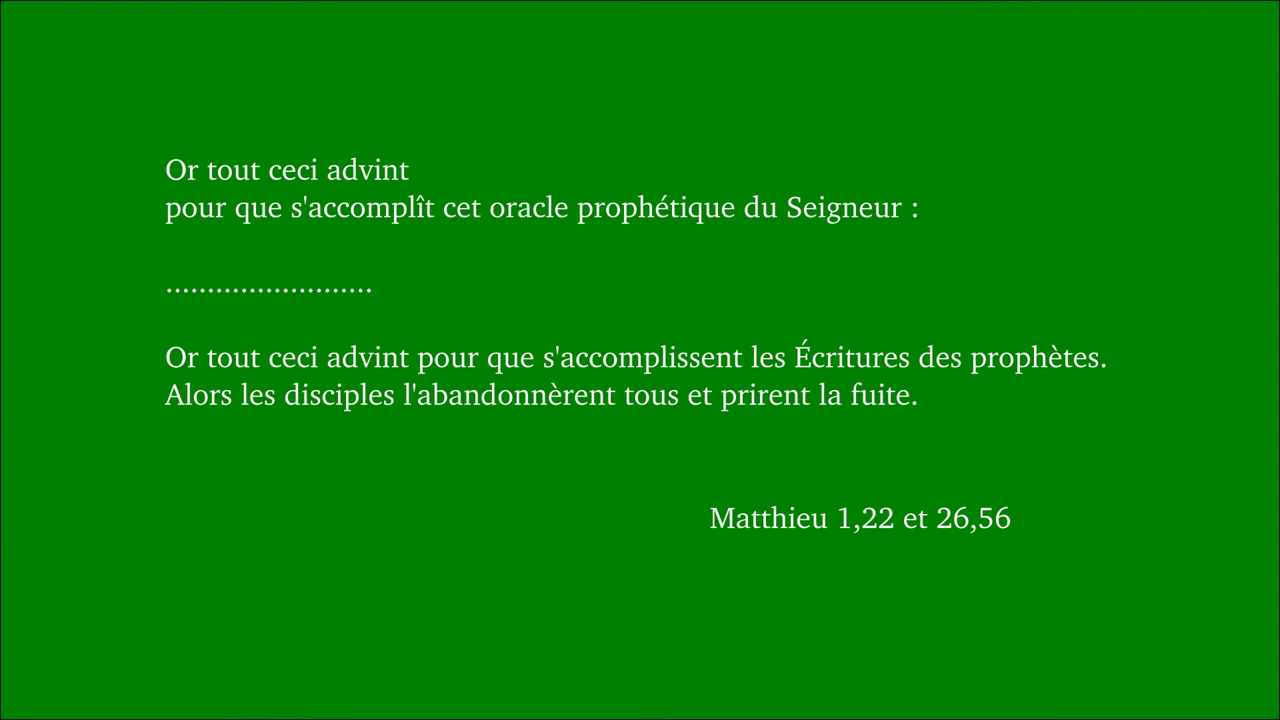 Or tout ceci advint
pour que s'accomplît cet oracle prophétique du Seigneur :
.........................
Or tout ceci advint pour que s'accomplissent les Écritures des prophètes.
Alors les disciples l'abandonnèrent tous et prirent la fuite.
Matthieu 1,22 et 26,56